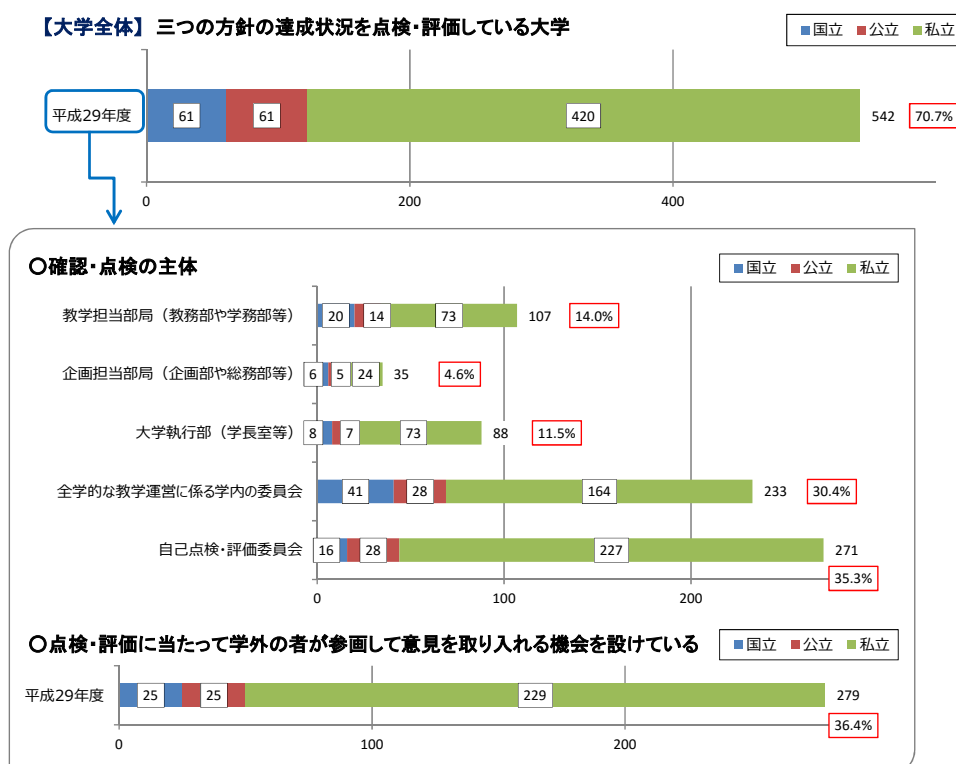 【大学全体】 三つの方針の達成状況を点検・評価している大学
国立 公立 私立
平成29年度 61 61 420 542 70.7%
0 200 400
〇確認・点検の主体
国立 公立 私立
教学担当部局（教務部や学務部等） 20 14 73 107 14.0%
企画担当部局（企画部や総務部等） 6 5 24 35 4.6%
大学執行部（学長室等） 8 7 73 88 11.5%
全学的な教学運営に係る学内の委員会 41 28 164 233 30.4%
自己点検・評価委員会 16 28 227 271
35.3%
0 100 200
〇点検・評価に当たって学外の者が参画して意見を取り入れる機会を設けている
国立 公立 私立
平成29年度 25 25 229 279
36.4%
0 100 200